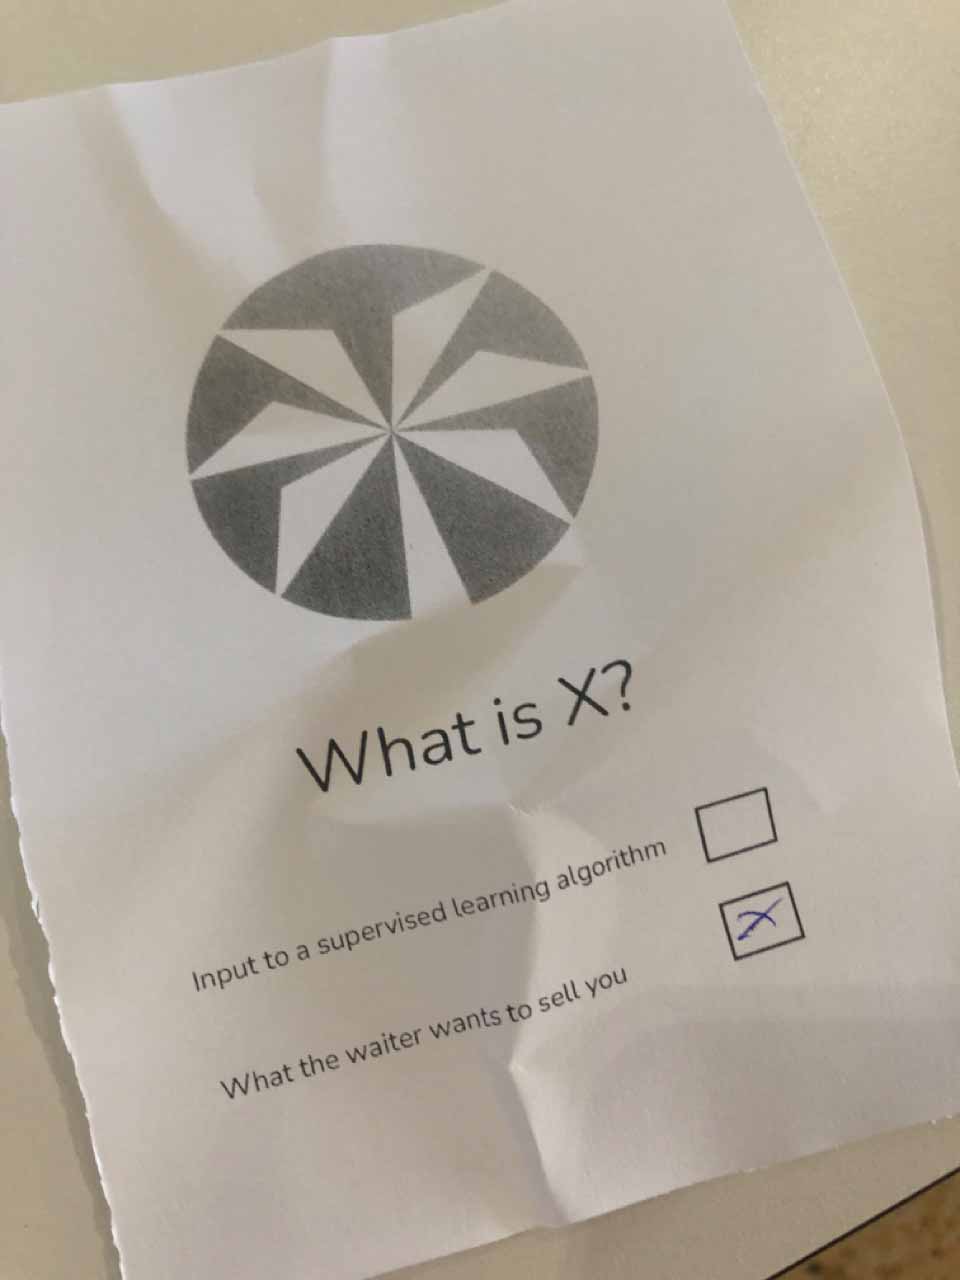 What is X?
Input to a supervised learning algorithm
What the waiter wants to sell you X